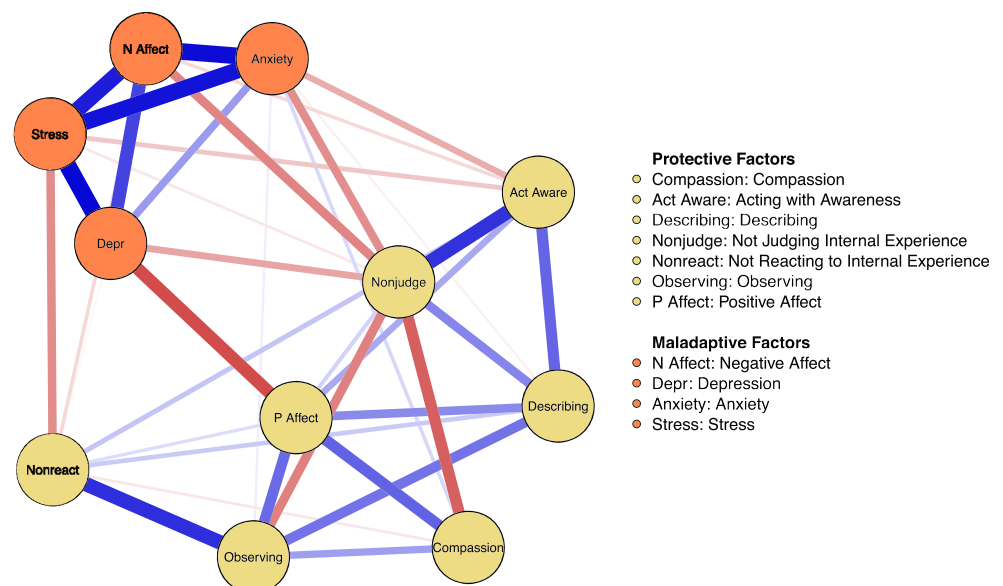 N Affect
Anxiety
Stress
Act Aware
Depr
Nonjudge
P Affect
Describing
Nonreact
Observing
Compassion
Protective Factors
Compassion: Compassion
Act Aware: Acting with Awareness
Describing: Describing
Nonjudge: Not Judging Internal Experience
Nonreact: Not Reacting to Internal Experience
Observing: Observing
P Affect: Positive Affect
Maladaptive Factors
N Affect: Negative Affect
Depr: Depression
Anxiety: Anxiety
Stress: Stress